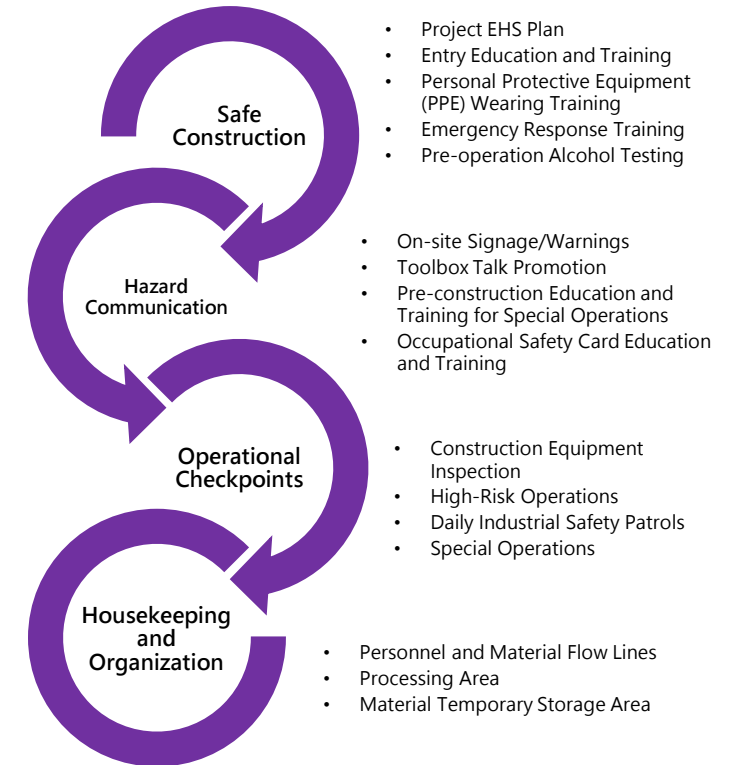 Safe
Construction
• Project EHS Plan
• Entry Education and Training
• Personal Protective Equipment
(PPE) Wearing Training
• Emergency Response Training
• Pre-operation Alcohol Testing
Hazard
Communication
• On-site Signage/Warnings
• Toolbox Talk Promotion
• Pre-construction Education and
Training for Special Operations
• Occupational Safety Card Education
and Training
Operational
Checkpoints
• Construction Equipment
Inspection
• High-Risk Operations
• Daily Industrial Safety Patrols
• Special Operations
Housekeeping
and
Organization
• Personnel and Material Flow Lines
• Processing Area
• Material Temporary Storage Area